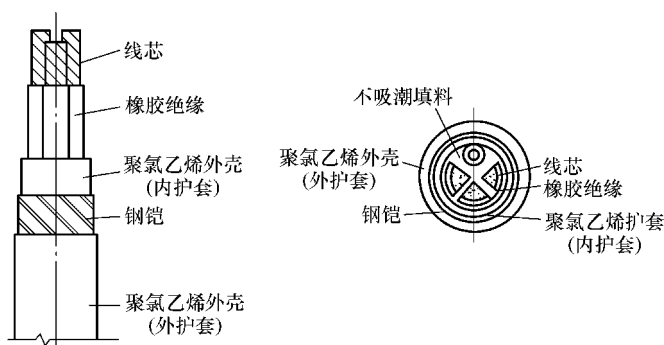 线芯
橡胶绝缘
聚氯乙烯外壳
(内护套)
钢铠
聚氯乙烯外壳
(外护套)
不吸潮填料
聚氯乙烯外壳
(外护套)
钢铠
线芯
橡胶绝缘
聚氯乙烯护套
(内护套)